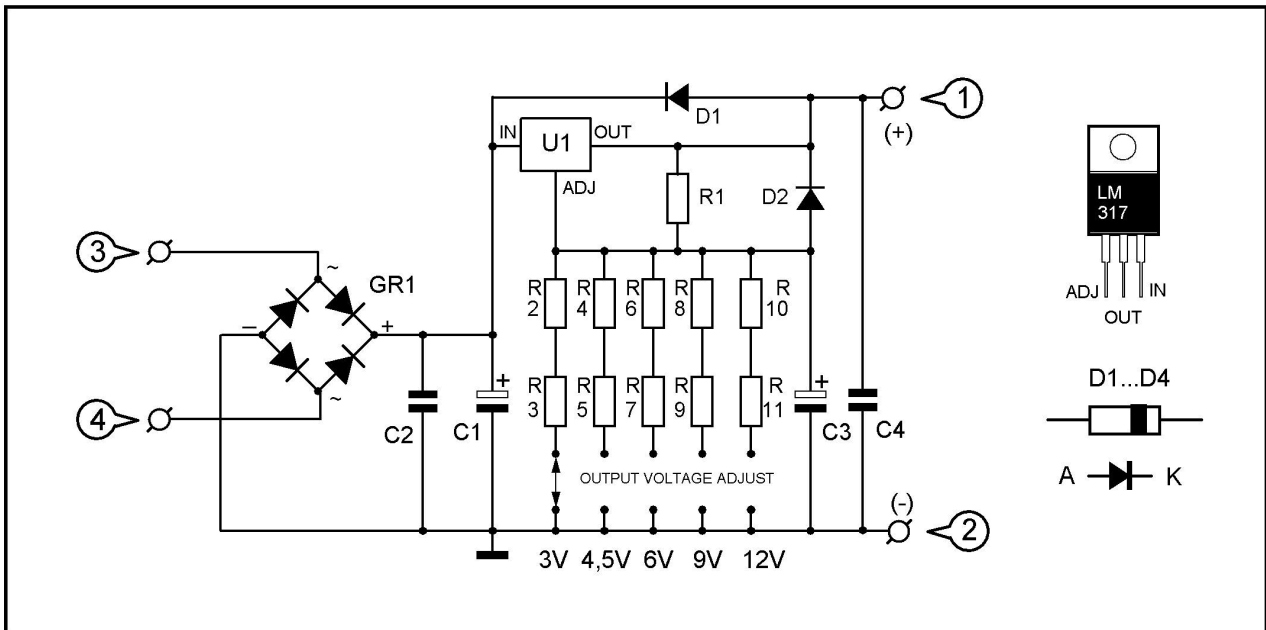 1
D1
(+)
IN U1 OUT
ADJ
R1 D2
LM
317
3
~
GR1
ADJ IN
OUT
– +
R 2 R 4 R 6 R 8 R 10
4
~
R 3 R 5 R 7 R 9 R 11
+
+
C2 C1 C3 C4
D1...D4
OUTPUT VOLTAGE ADJUST
A K
(-)
2
3V 4,5V 6V 9V 12V